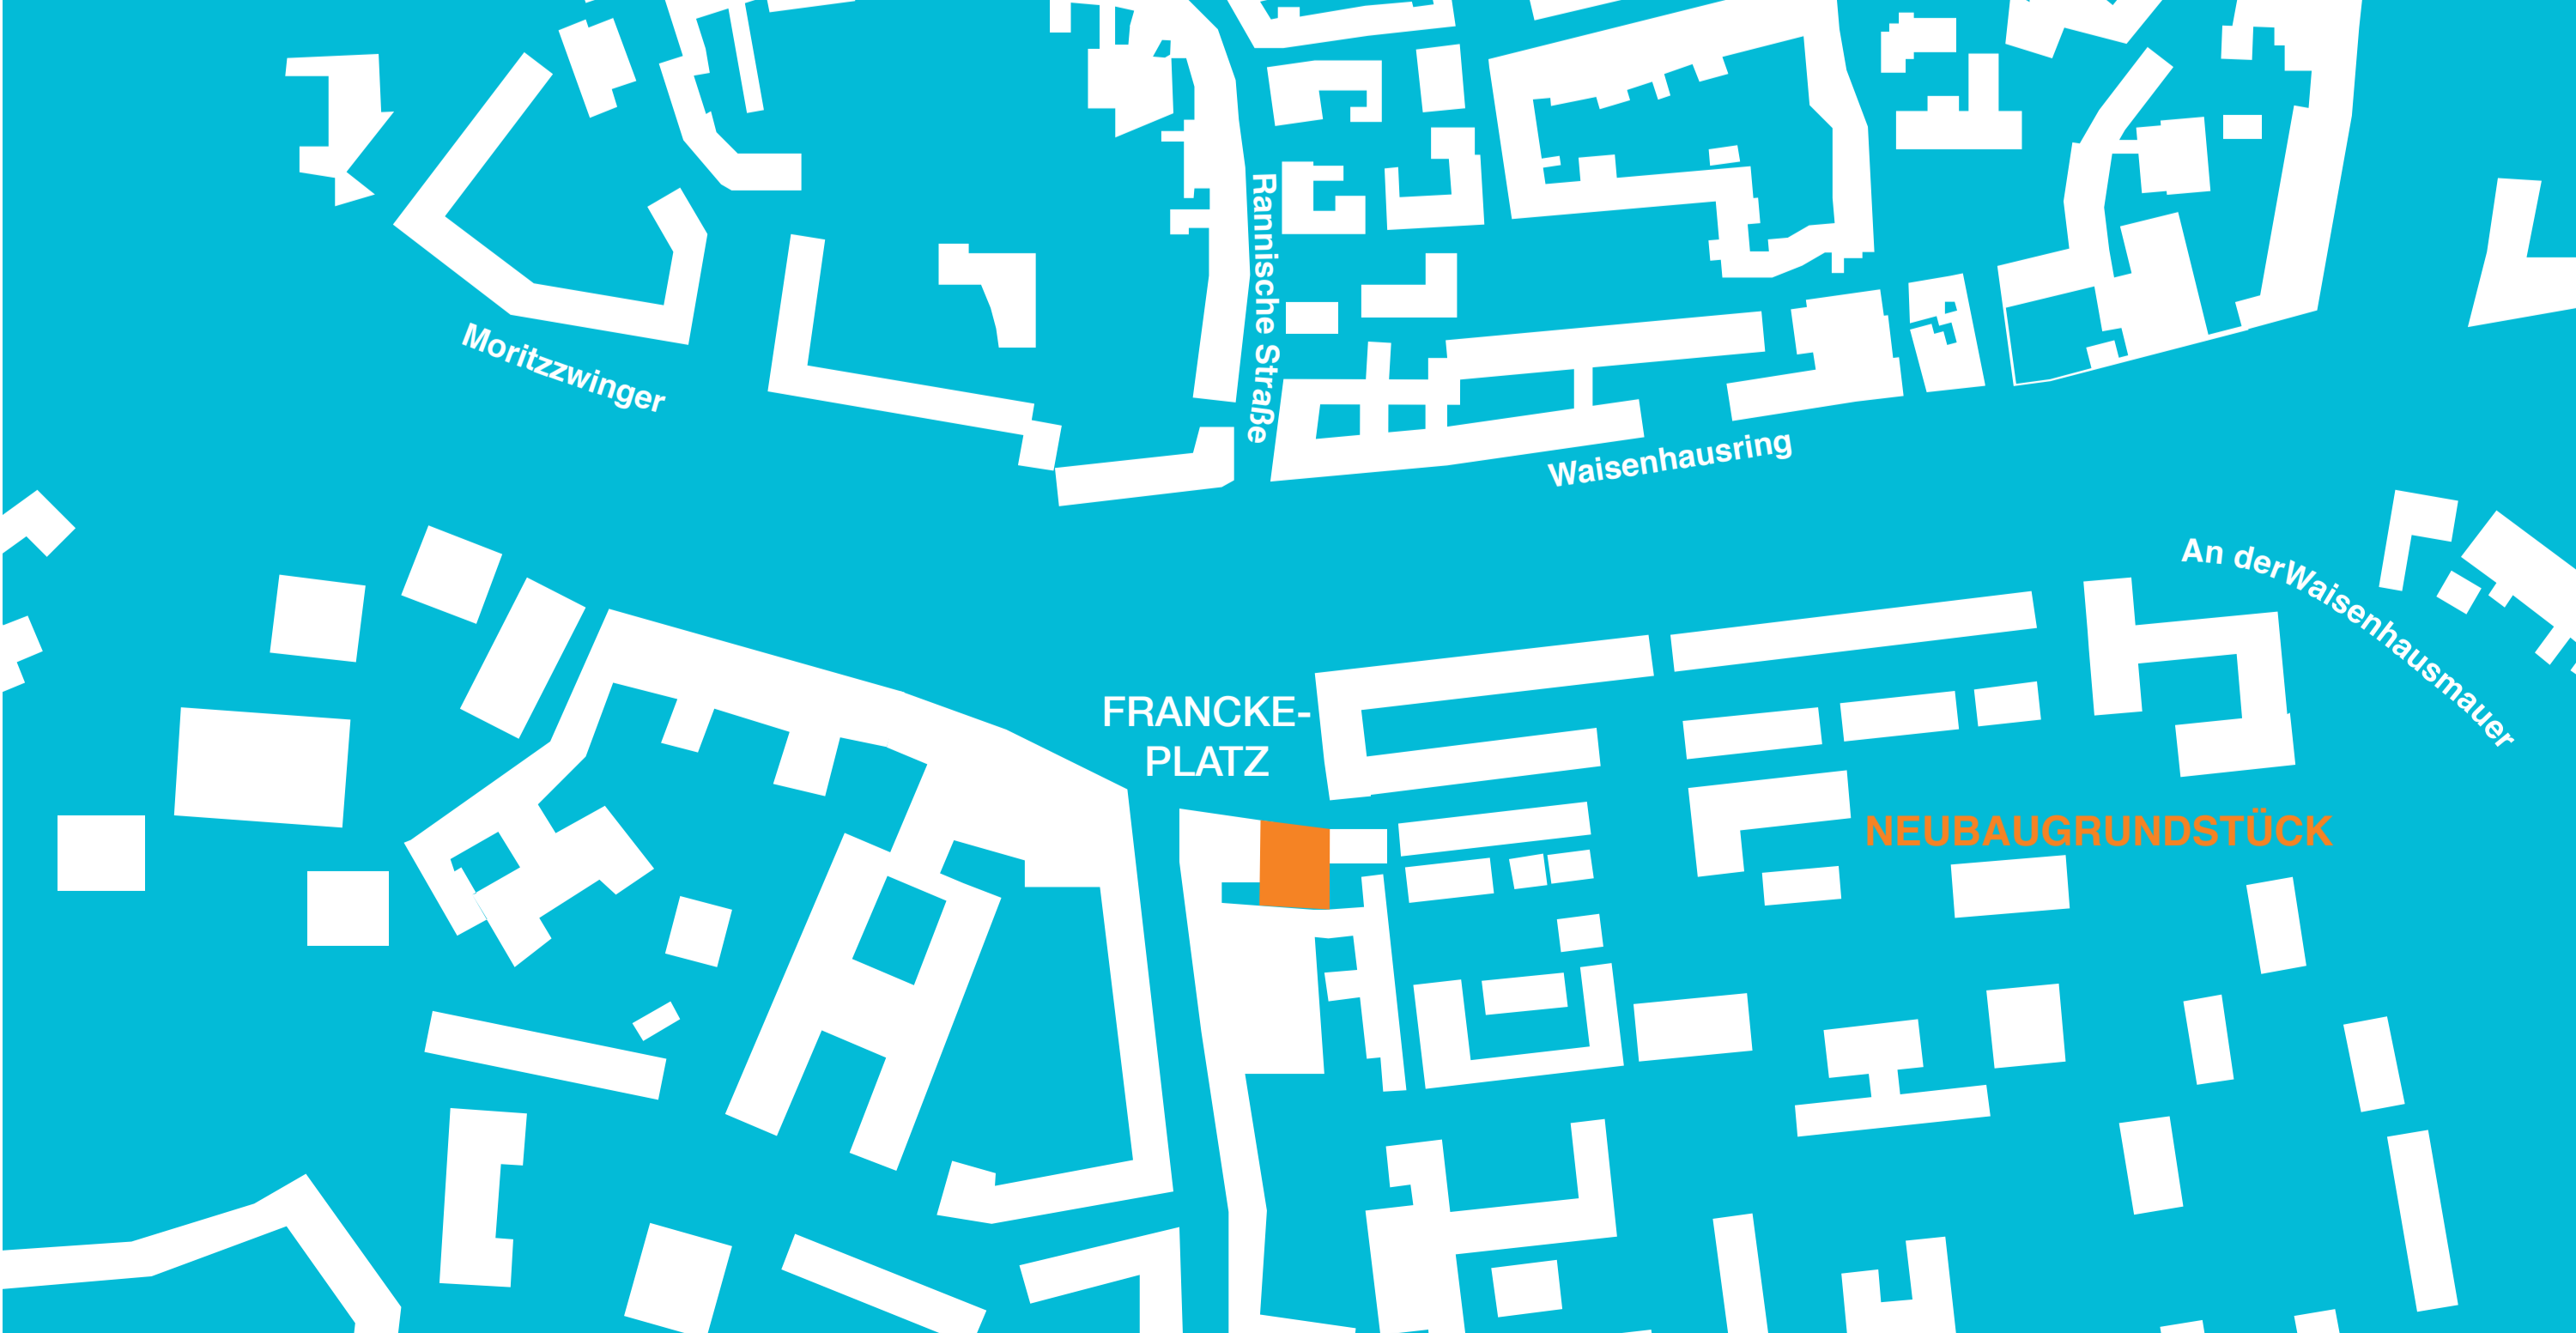 Rannische Straße
Moritzzwinger
Waisenhausring
An derWaisenhausmauer
FRANCKE-
PLATZ
NEUBAUGRUNDSTÜCK